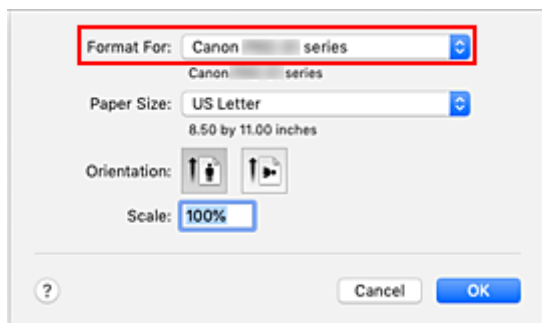 Format For: Canon series
Canon series
Paper Size: US Letter
8.50 by 11.00 inches
Orientation:
Scale: 100%
? Cancel OK